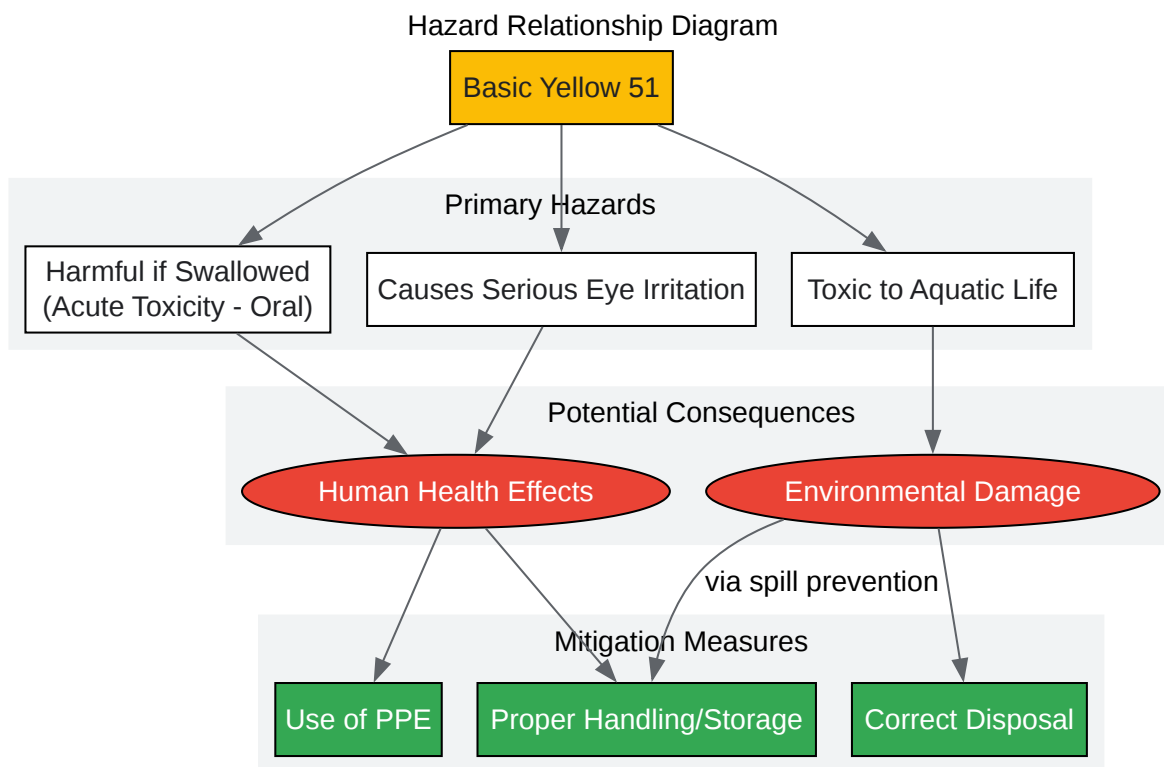 Hazard Relationship Diagram
Basic Yellow 51
Primary Hazards
Harmful if Swallowed
(Acute Toxicity - Oral)
Causes Serious Eye Irritation
Toxic to Aquatic Life
Potential Consequences
Human Health Effects
Environmental Damage
via spill prevention
Mitigation Measures
Use of PPE
Proper Handling/Storage
Correct Disposal